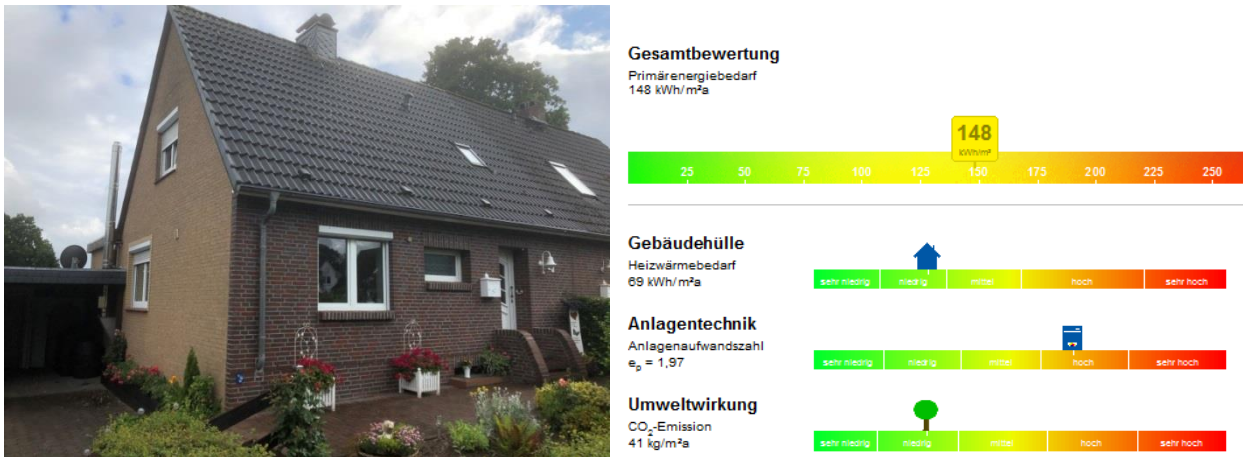 Gesamtbewertung
Primärenergiebedarf
148 kWh/m²a
148
kWh/m²
25 50 75 100 125 150 175 200 225 250
Gebäudehülle
Heizwärmebedarf
69 kWh/m²a
sehr niedrig niedrig mittel hoch sehr hoch
Anlagentechnik
Anlagenaufwandszahl
eₚ = 1,97
sehr niedrig niedrig mittel hoch sehr hoch
Umweltwirkung
CO₂-Emission
41 kg/m²a
sehr niedrig niedrig mittel hoch sehr hoch